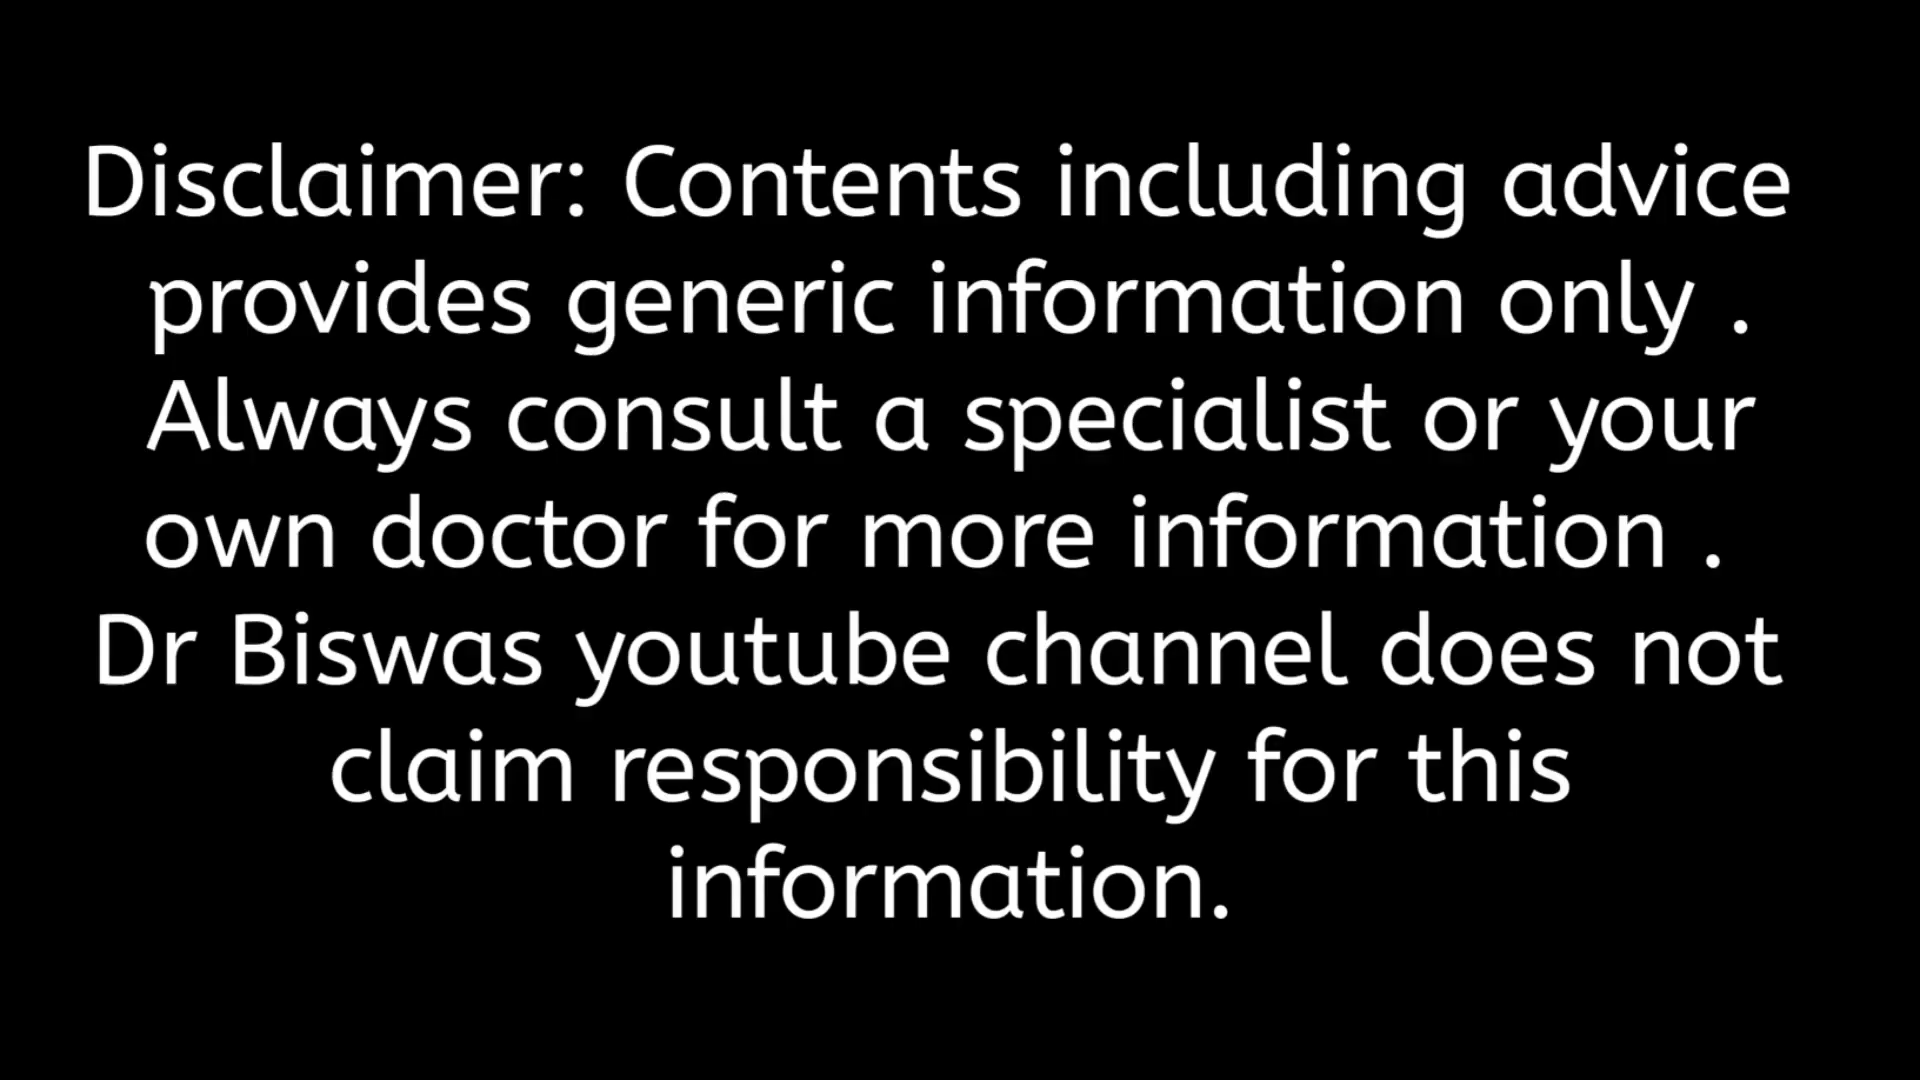 Disclaimer: Contents including advice
provides generic information only .
Always consult a specialist or your
own doctor for more information .
Dr Biswas youtube channel does not
claim responsibility for this
information.